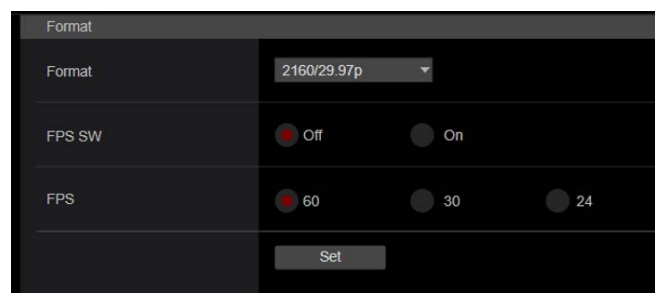 Format
Format 2160/29.97p
FPS SW Off On
FPS 60 30 24
Set